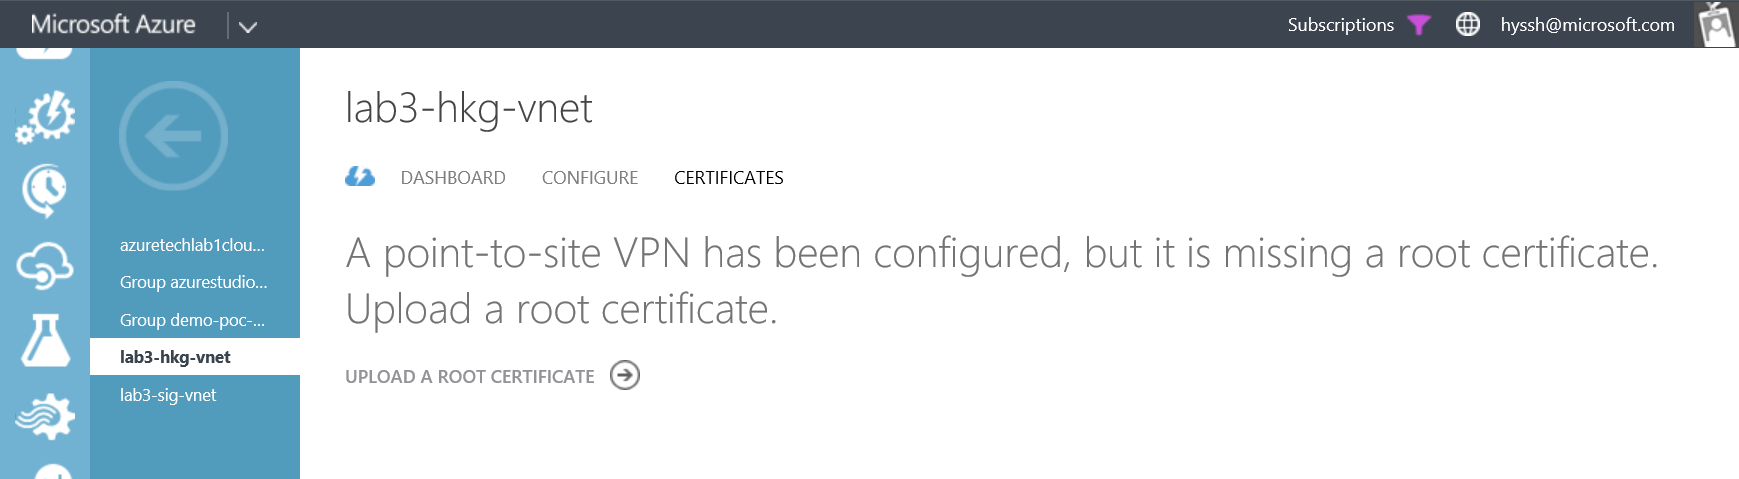 Microsoft Azure
Subscriptions
hyssh@microsoft.com
azuretechlab1clou...
Group azurestudio...
Group demo-poc-...
lab3-hkg-vnet
lab3-sig-vnet
lab3-hkg-vnet
DASHBOARD CONFIGURE CERTIFICATES
A point-to-site VPN has been configured, but it is missing a root certificate.
Upload a root certificate.
UPLOAD A ROOT CERTIFICATE